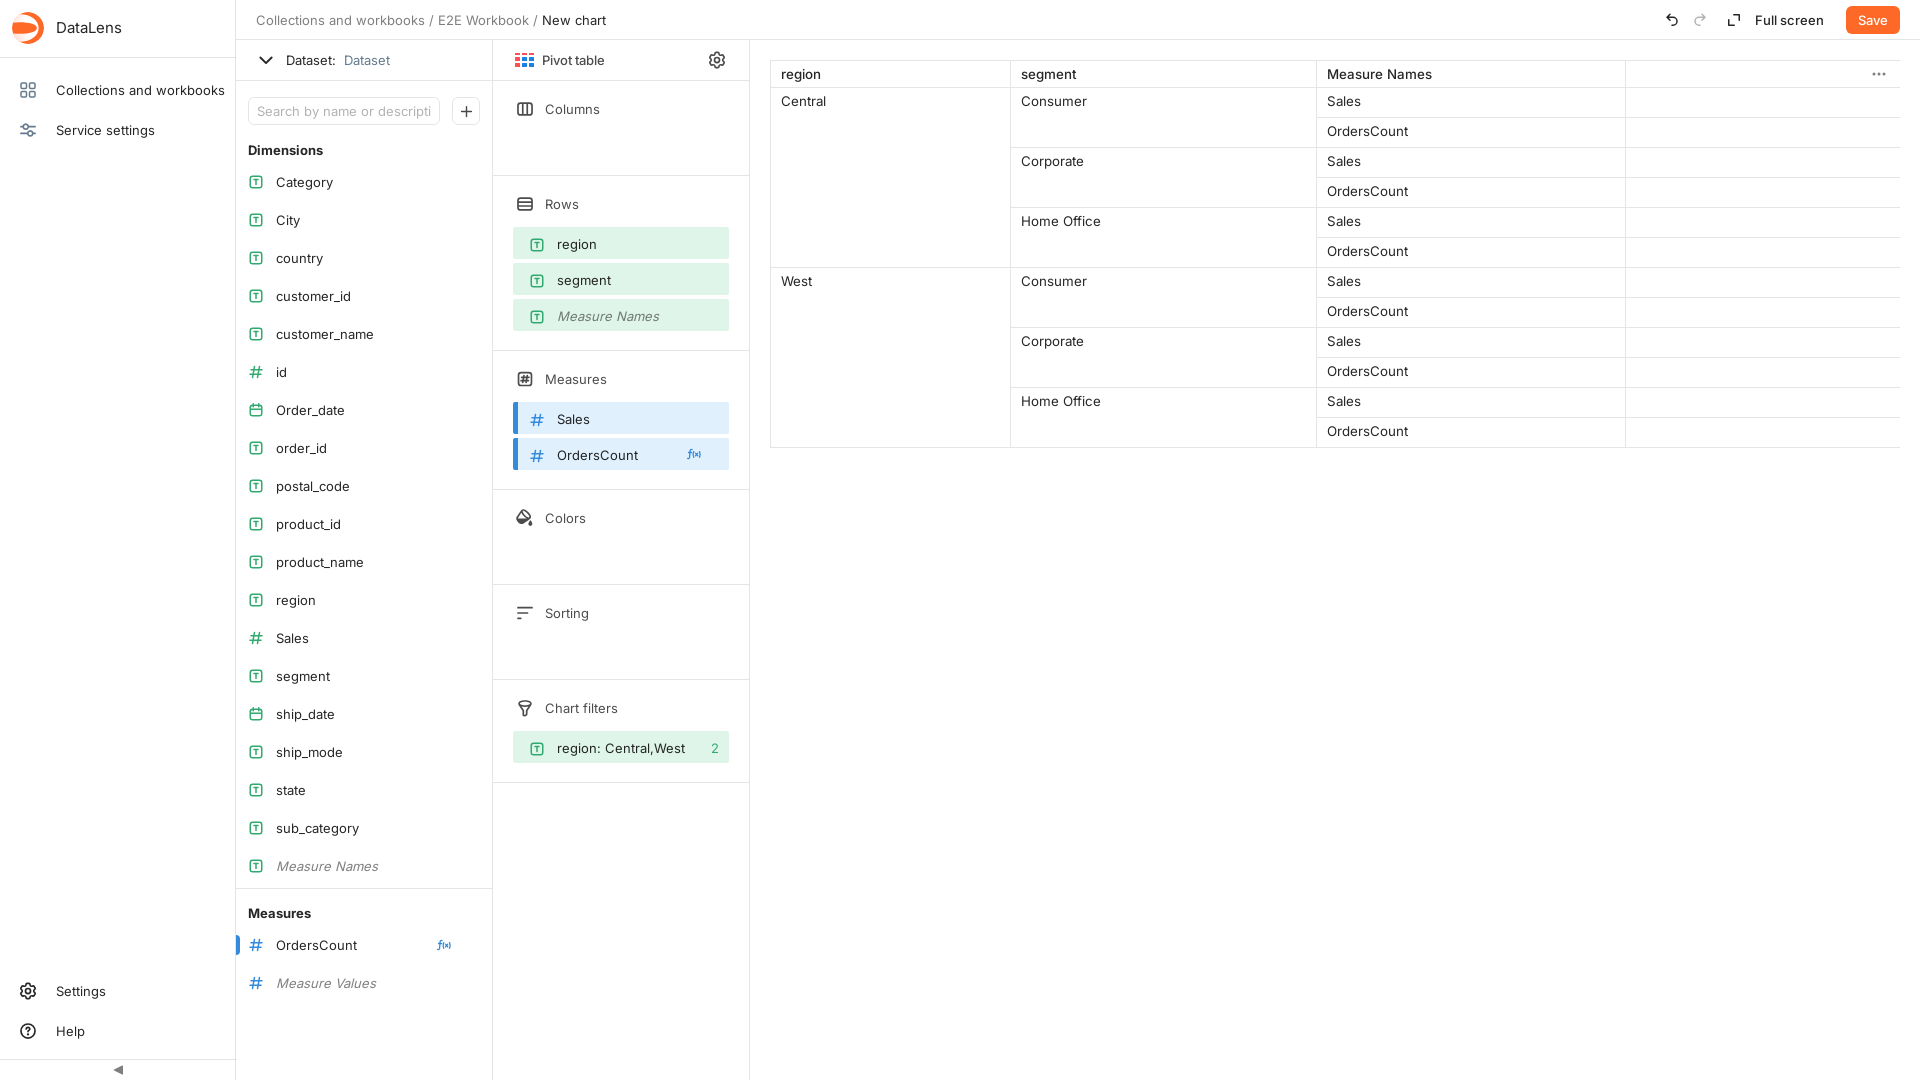 DataLens
Collections and workbooks
Service settings
Settings
Help
Collections and workbooks / E2E Workbook / New chart
Full screen
Save
Dataset: Dataset
Search by name or descripti
Dimensions
Category
City
country
customer_id
customer_name
id
Order_date
order_id
postal_code
product_id
product_name
region
Sales
segment
ship_date
ship_mode
state
sub_category
Measure Names
Measures
OrdersCount
Measure Values
Pivot table
Columns
Rows
region
segment
Measure Names
Measures
Sales
OrdersCount
Colors
Sorting
Chart filters
region: Central,West 2
region segment Measure Names
Central Consumer Sales
OrdersCount
Corporate Sales
OrdersCount
Home Office Sales
OrdersCount
West Consumer Sales
OrdersCount
Corporate Sales
OrdersCount
Home Office Sales
OrdersCount